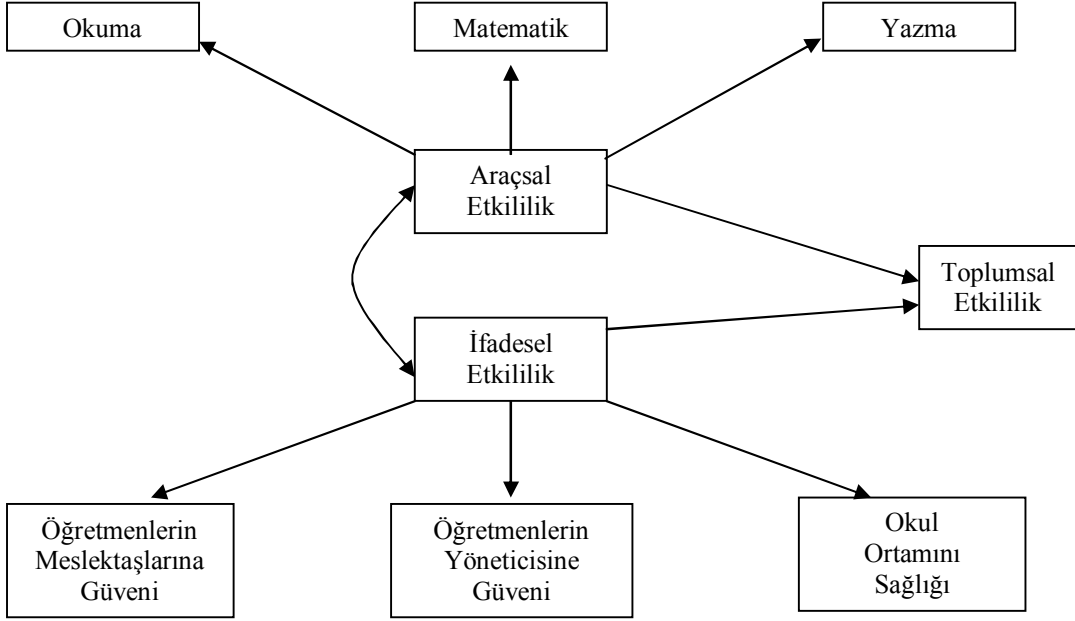 Okuma
Matematik
Yazma
Araçsal
Etkililik
Toplumsal
Etkililik
İfadesel
Etkililik
Öğretmenlerin
Meslektaşlarına
Güveni
Öğretmenlerin
Yöneticisine
Güveni
Okul
Ortamını
Sağlığı